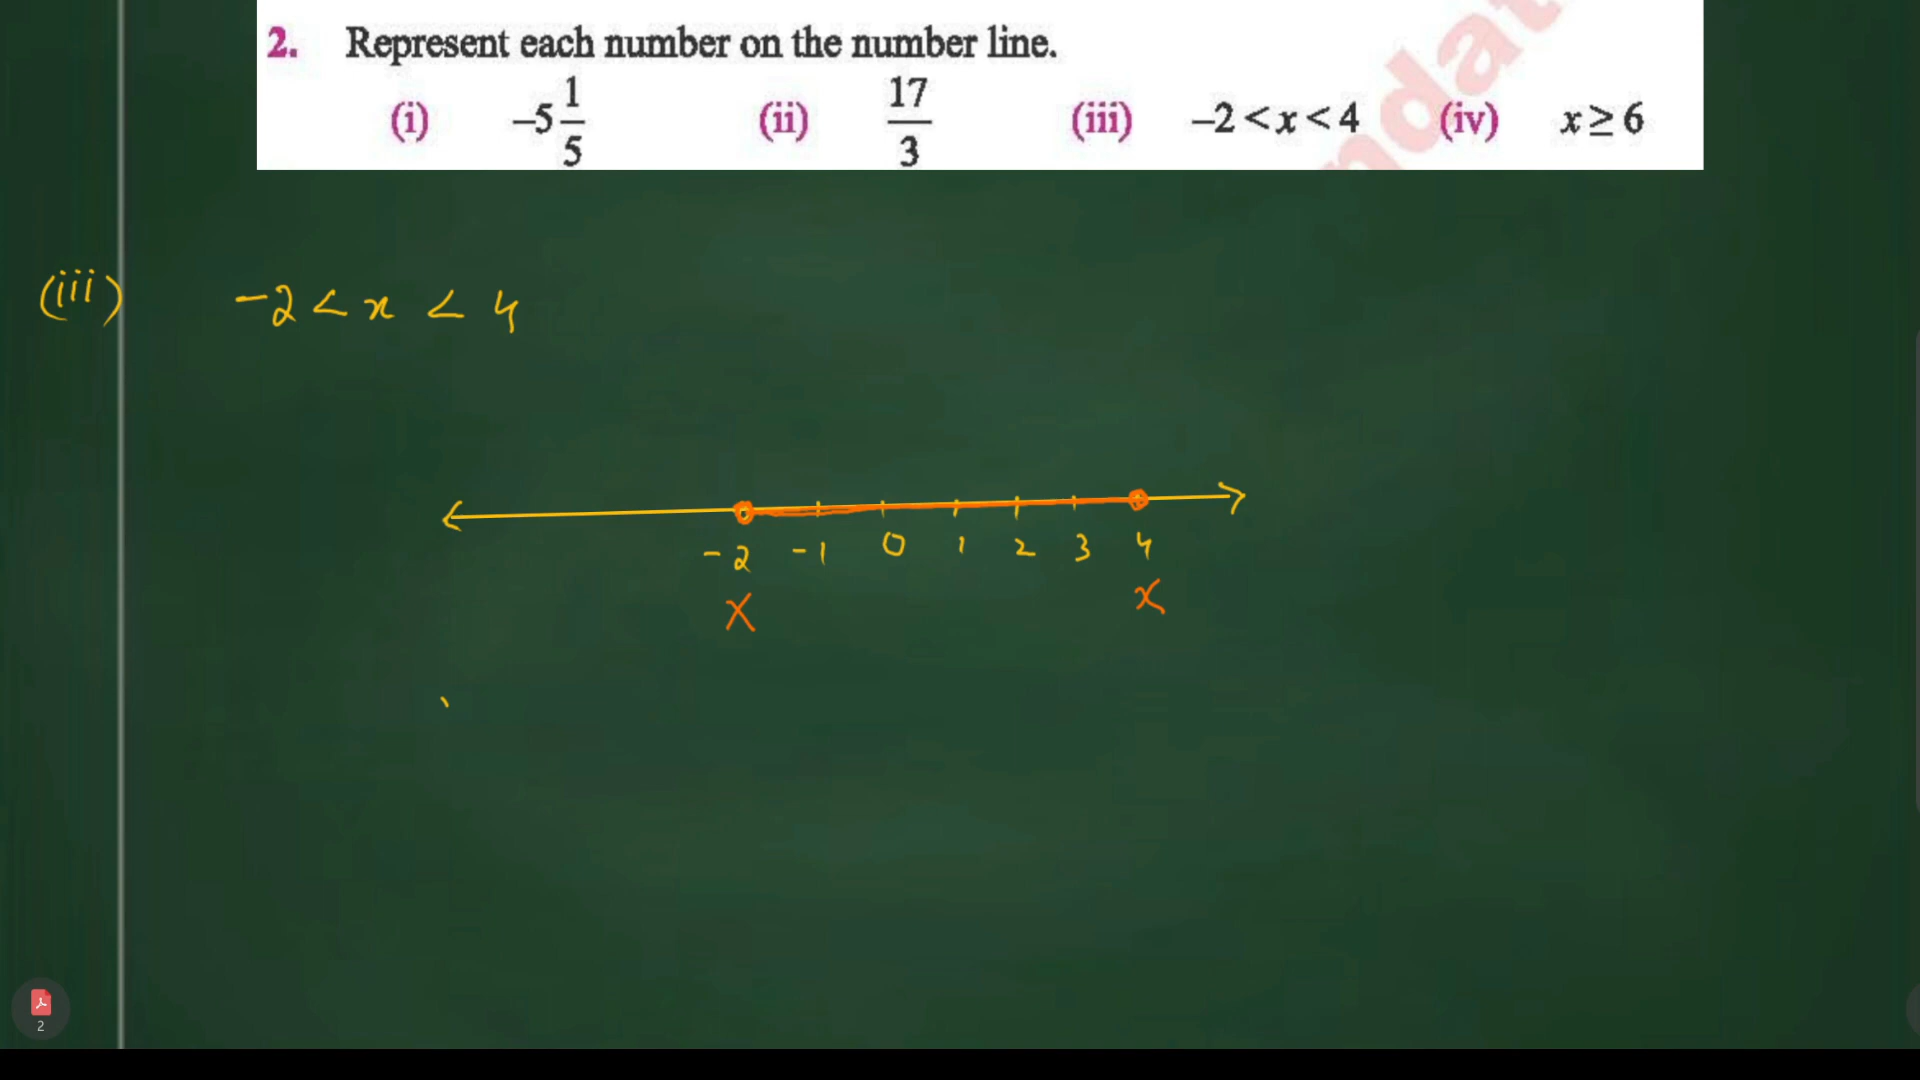 2. Represent each number on the number line.
(i) –5 1/5 (ii) 17/3 (iii) –2 < x < 4 (iv) x ≥ 6
(iii) -2 < x < 4
-2 -1 0 1 2 3 4
X X
2